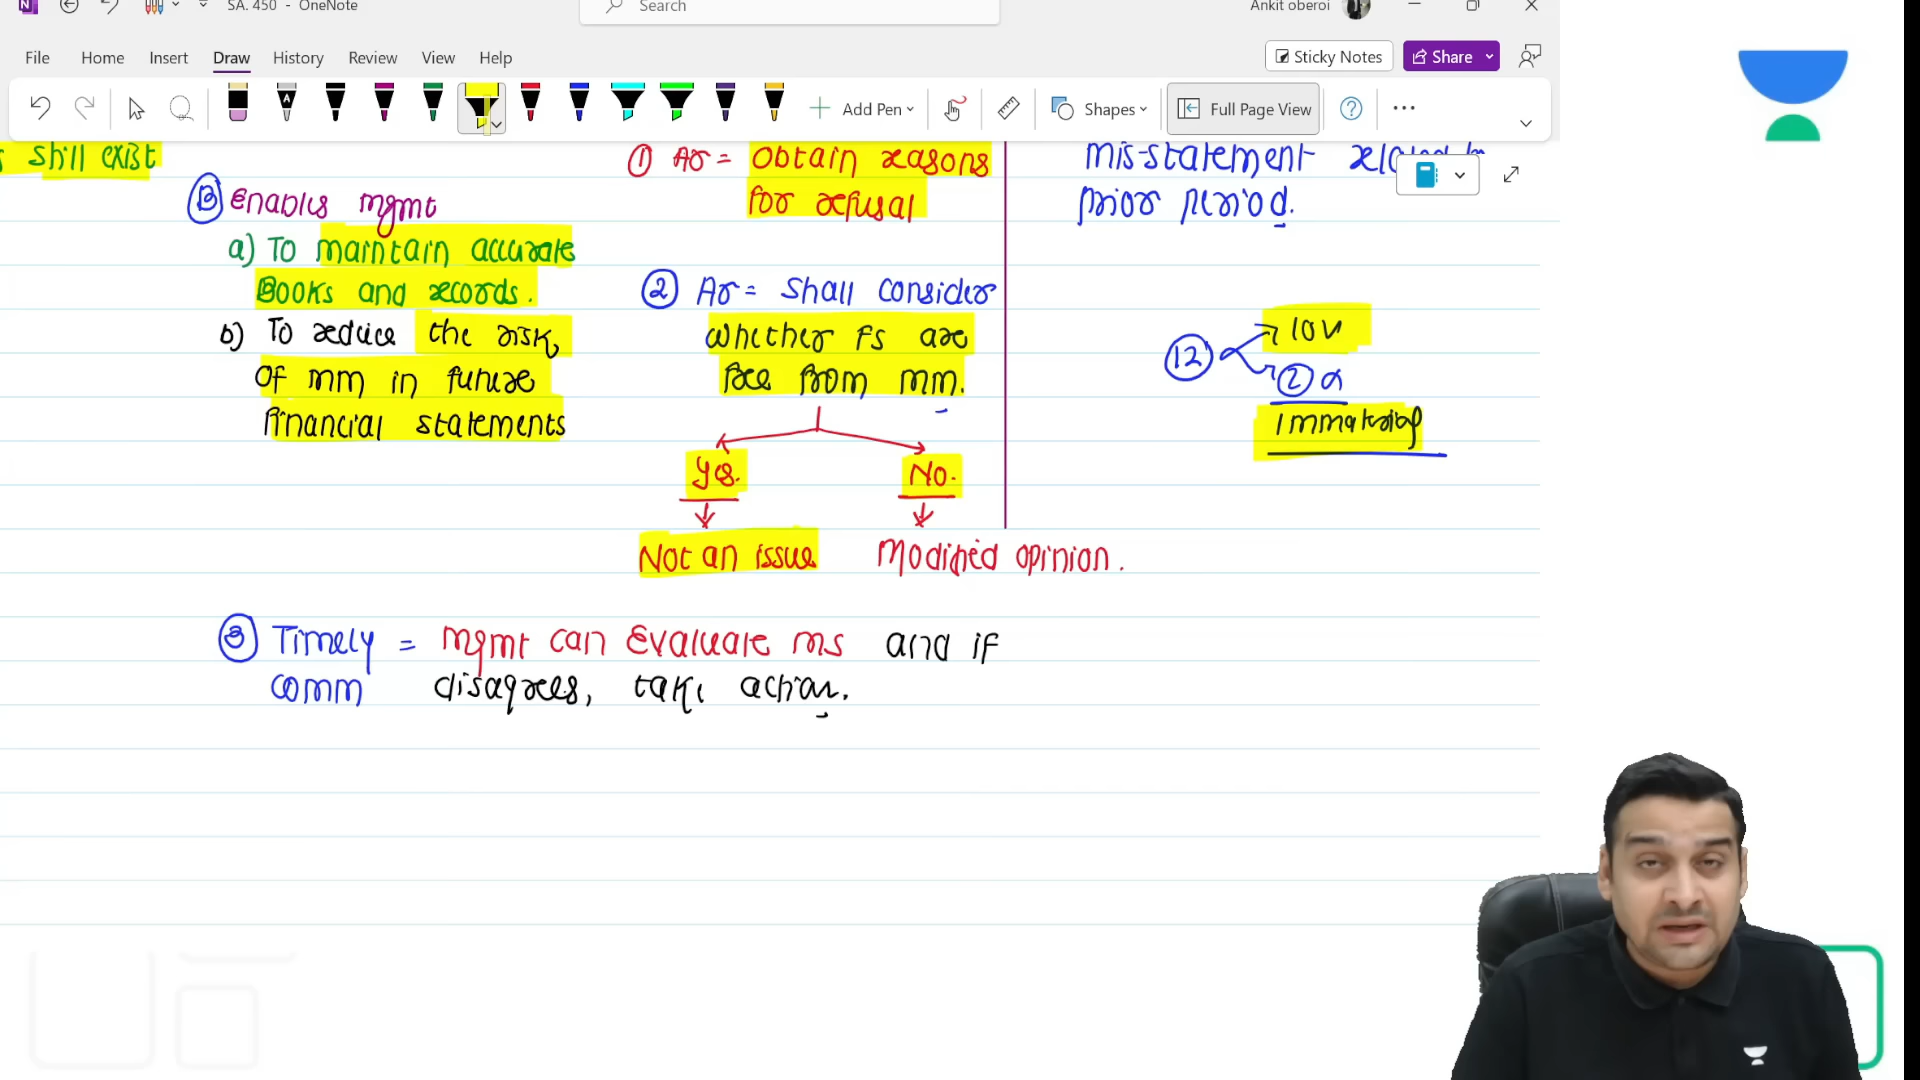 SA. 450 - OneNote
Search
Ankit oberoi
File Home Insert Draw History Review View Help
Sticky Notes
Share
Add Pen
Shapes
Full Page View
still exist
B Enables mgmt
a) To maintain accurate
Books and records.
b) To reduce the risk
Of mm in future
Financial statements
① Ar = Obtain reasons
for refusal
② Ar = Shall consider
whether FS are
free from mm.
Yes. No.
Not an issue Modified opinion.
mis-statement related
prior period.
12
10 ✓
②
Immaterial
③ Timely = mgmt can Evaluate ms and if
comm disagrees, take action.